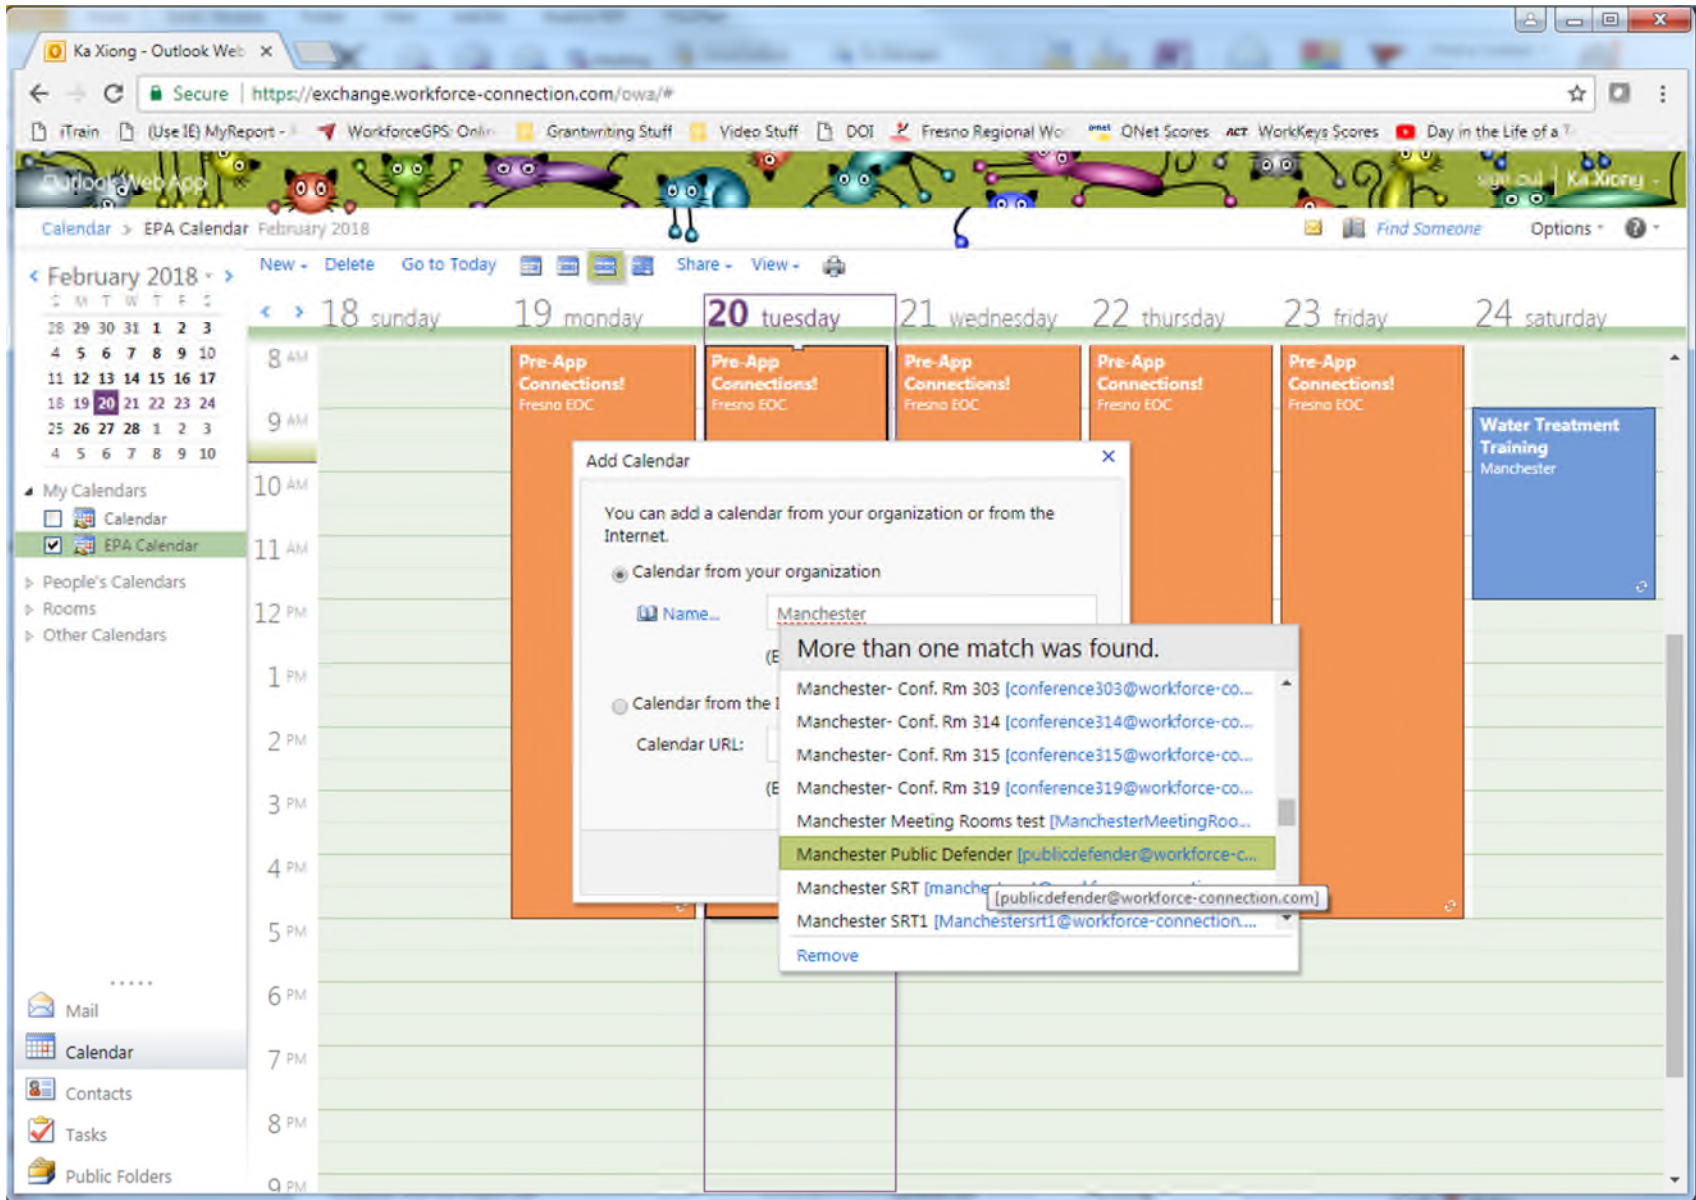 Ka Xiong - Outlook Web
Secure | https://exchange.workforce-connection.com/owa/#
iTrain (Use IE) MyReport - WorkforceGPS: Onlin Grantwriting Stuff Video Stuff DOI Fresno Regional Wo ONet Scores WorkKeys Scores Day in the Life of a T
Outlook Web App
sign out | Ka Xiong
Calendar > EPA Calendar February 2018
Find Someone Options
February 2018
New Delete Go to Today Share View
S M T W T F S
28 29 30 31 1 2 3
4 5 6 7 8 9 10
11 12 13 14 15 16 17
18 19 20 21 22 23 24
25 26 27 28 1 2 3
4 5 6 7 8 9 10
My Calendars
Calendar
EPA Calendar
People's Calendars
Rooms
Other Calendars
Mail
Calendar
Contacts
Tasks
Public Folders
18 sunday 19 monday 20 tuesday 21 wednesday 22 thursday 23 friday 24 saturday
8 AM
9 AM
10 AM
11 AM
12 PM
1 PM
2 PM
3 PM
4 PM
5 PM
6 PM
7 PM
8 PM
9 PM
Pre-App
Connections!
Fresno EOC
Pre-App
Connections!
Fresno EOC
Pre-App
Connections!
Fresno EOC
Pre-App
Connections!
Fresno EOC
Pre-App
Connections!
Fresno EOC
Water Treatment
Training
Manchester
Add Calendar
You can add a calendar from your organization or from the
Internet.
Calendar from your organization
Name... Manchester
(E
Calendar from the I
Calendar URL:
(E
More than one match was found.
Manchester- Conf. Rm 303 [conference303@workforce-co...
Manchester- Conf. Rm 314 [conference314@workforce-co...
Manchester- Conf. Rm 315 [conference315@workforce-co...
Manchester- Conf. Rm 319 [conference319@workforce-co...
Manchester Meeting Rooms test [ManchesterMeetingRoo...
Manchester Public Defender [publicdefender@workforce-c...
Manchester SRT
[publicdefender@workforce-connection.com]
Manchester SRT1 [Manchestersrt1@workforce-connection....
Remove